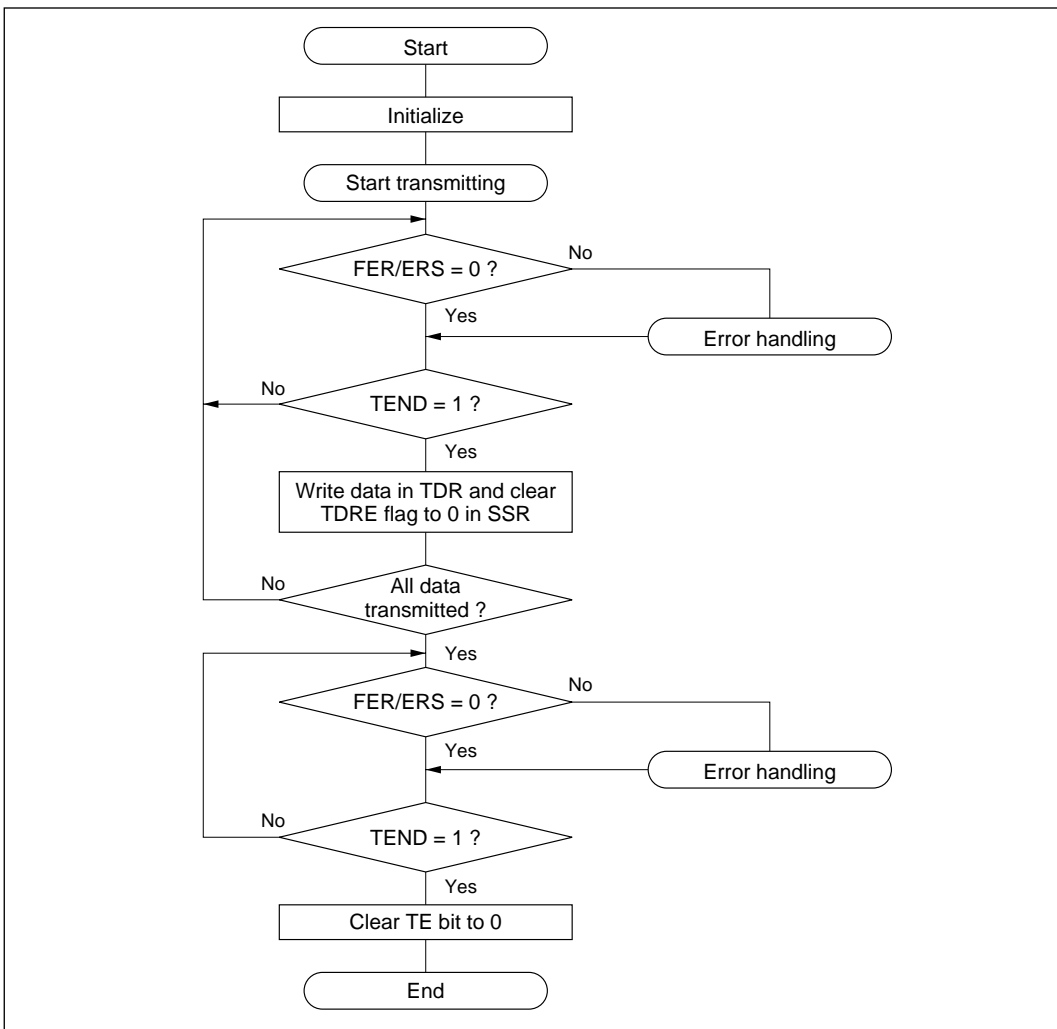 Start
Initialize
Start transmitting
FER/ERS = 0 ?
No
Yes
Error handling
No
TEND = 1 ?
Yes
Write data in TDR and clear
TDRE flag to 0 in SSR
No
All data
transmitted ?
Yes
FER/ERS = 0 ?
No
Yes
Error handling
No
TEND = 1 ?
Yes
Clear TE bit to 0
End